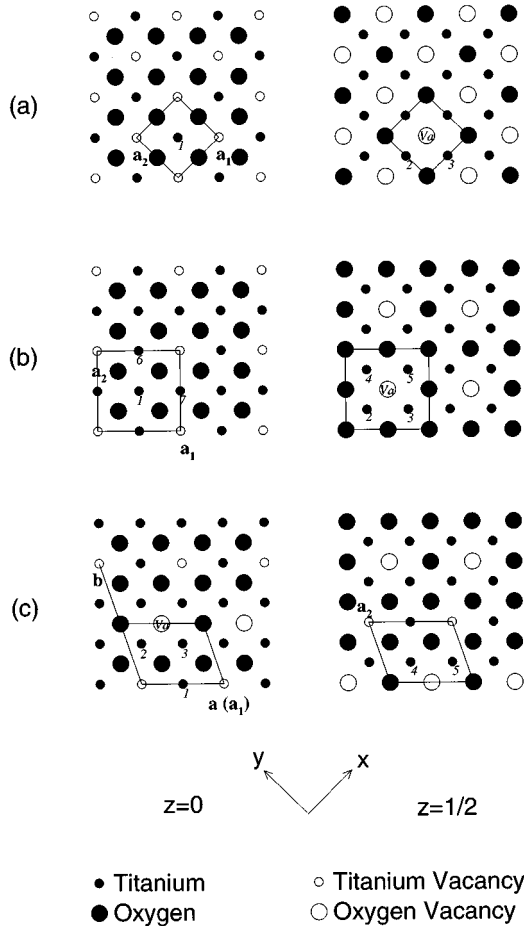 (a)
1
a2
a1
Va
2
3
(b)
6
a2
1
7
a1
4
5
Va
2
3
(c)
b
Va
2
3
1
a (a1)
a2
4
5
y
x
z=0
z=1/2
Titanium
Titanium Vacancy
Oxygen
Oxygen Vacancy